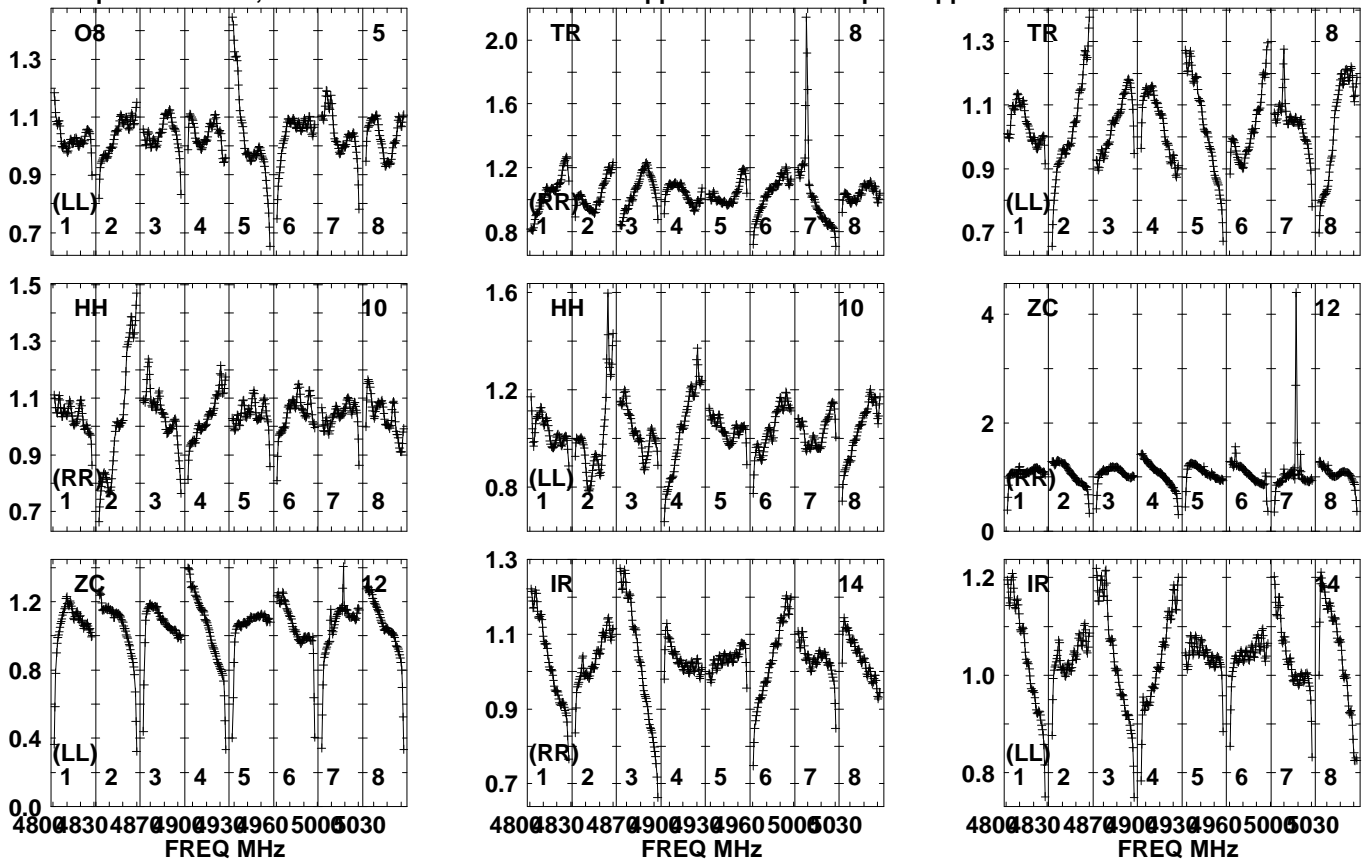 O8 5
1.3
1.1
0.9
0.7
(LL)
1 2 3 4 5 6 7 8
TR 8
2.0
1.6
1.2
0.8
(RR)
1 2 3 4 5 6 7 8
TR 8
1.3
1.1
0.9
0.7
(LL)
1 2 3 4 5 6 7 8
HH 10
1.5
1.3
1.1
0.9
0.7
(RR)
1 2 3 4 5 6 7 8
HH 10
1.6
1.2
0.8
(LL)
1 2 3 4 5 6 7 8
ZC 12
4
2
0
(RR)
1 2 3 4 5 6 7 8
ZC 12
1.2
0.8
0.4
0.0
(LL)
1 2 3 4 5 6 7 8
4800 4830 4870 4900 4930 4960 5000 5030
FREQ MHz
IR 14
1.3
1.1
0.9
0.7
(RR)
1 2 3 4 5 6 7 8
4800 4830 4870 4900 4930 4960 5000 5030
FREQ MHz
IR 14
1.2
1.0
0.8
(LL)
1 2 3 4 5 6 7 8
4800 4830 4870 4900 4930 4960 5000 5030
FREQ MHz